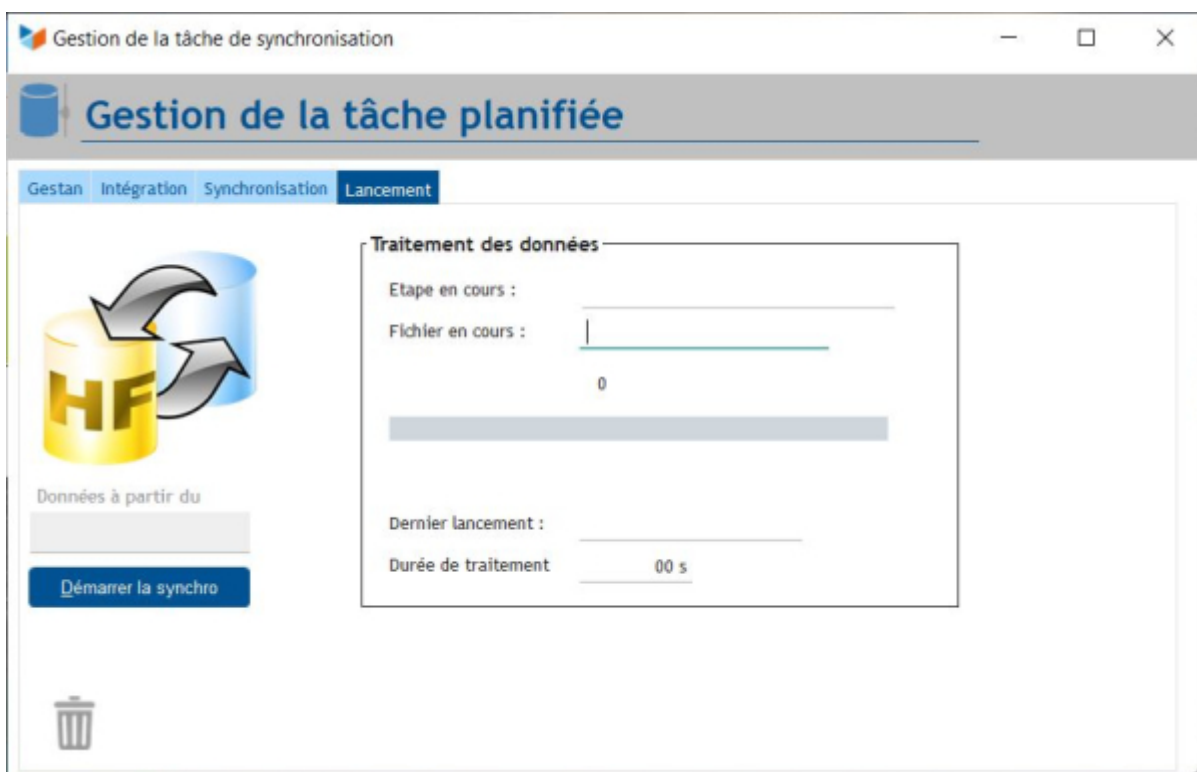 Gestion de la tâche de synchronisation
Gestion de la tâche planifiée
Gestan Intégration Synchronisation Lancement
Traitement des données
Etape en cours :
Fichier en cours :
0
HF
Données à partir du
Dernier lancement :
Durée de traitement 00 s
Démarrer la synchro